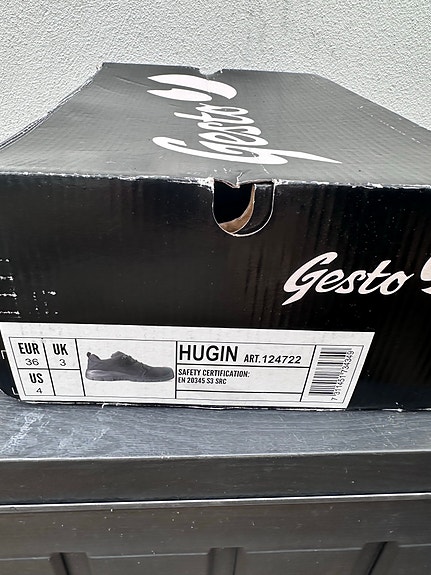 Gesto
Gesto
EUR UK
36 3
US
4
HUGIN ART.124722
SAFETY CERTIFICATION:
EN 20345 S3 SRC